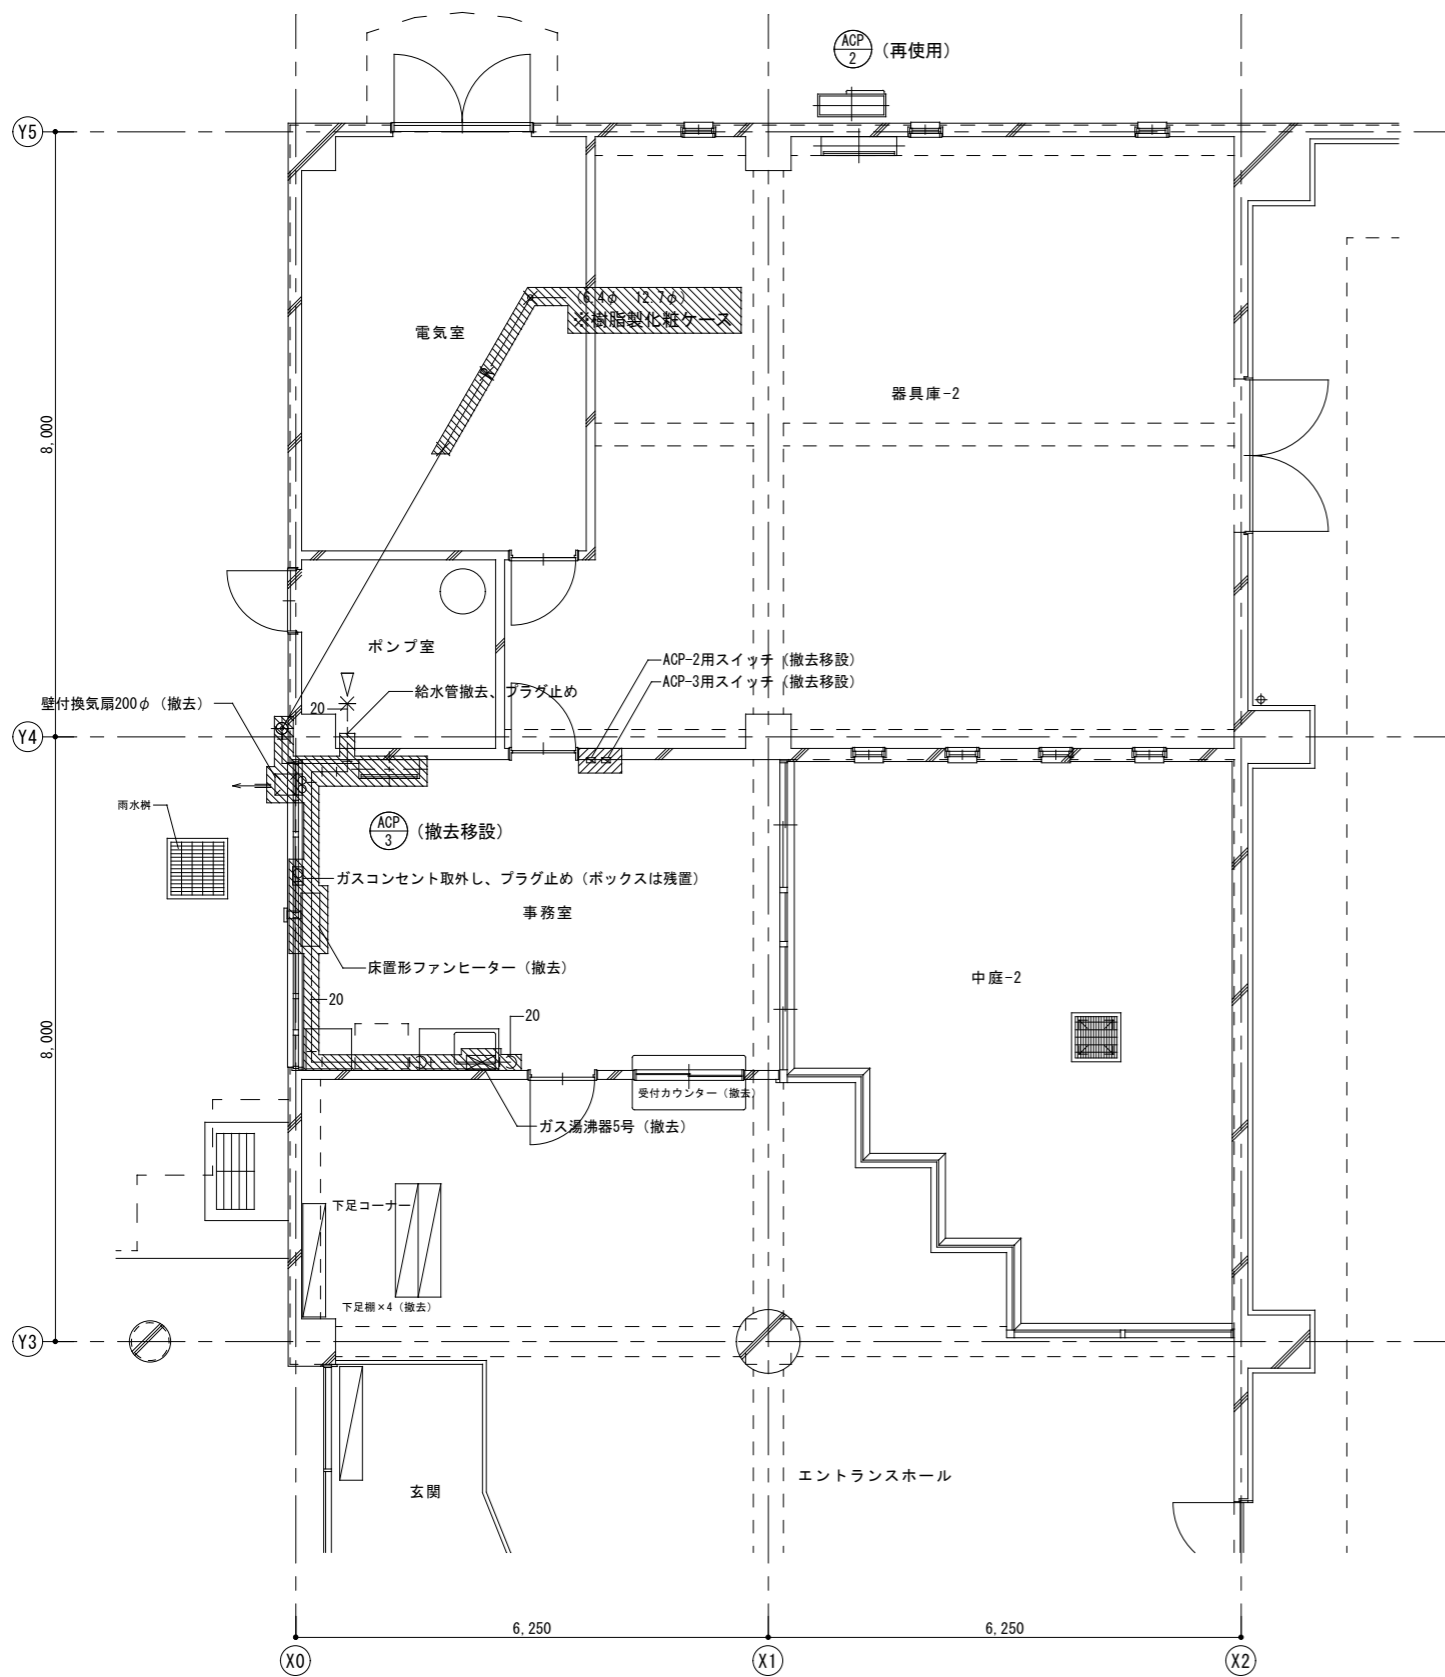 ACP
2
(再使用)
Y5
(6.4φ 12.7φ)
※樹脂製化粧ケース
電気室
R
器具庫-2
8,000
ポンプ室
ACP-2用スイッチ (撤去移設)
ACP-3用スイッチ (撤去移設)
給水管撤去、プラグ止め
20
壁付換気扇200φ (撤去)
Y4
雨水桝
ACP
3
(撤去移設)
ガスコンセント取外し、プラグ止め (ボックスは残置)
事務室
床置形ファンヒーター (撤去)
中庭-2
20
20
8,000
受付カウンター (撤去)
ガス湯沸器5号 (撤去)
下足コーナー
下足棚×4 (撤去)
Y3
エントランスホール
玄関
6,250
6,250
X0
X1
X2